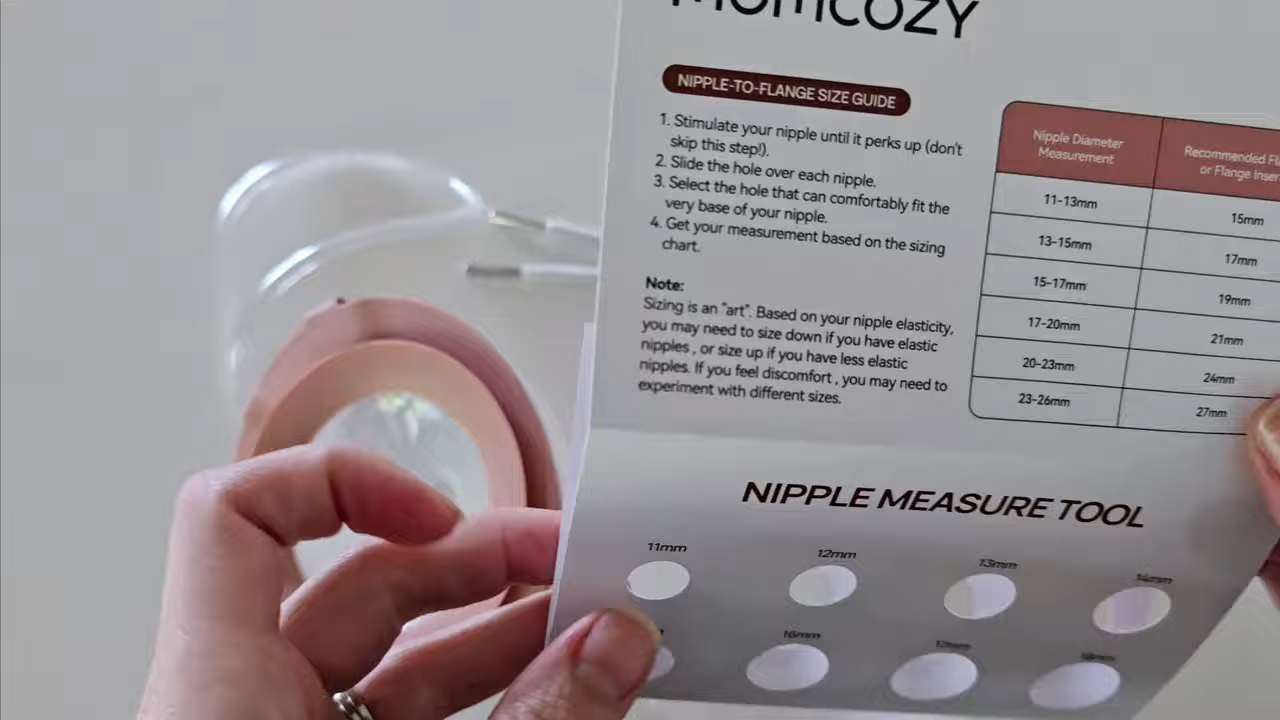 momcozy
NIPPLE-TO-FLANGE SIZE GUIDE
1. Stimulate your nipple until it perks up (don't
skip this step!).
2. Slide the hole over each nipple.
3. Select the hole that can comfortably fit the
very base of your nipple.
4. Get your measurement based on the sizing
chart.
Note:
Sizing is an "art". Based on your nipple elasticity,
you may need to size down if you have elastic
nipples , or size up if you have less elastic
nipples. If you feel discomfort , you may need to
experiment with different sizes.
Nipple Diameter
Measurement
Recommended
or Flange
11-13mm 15mm
13-15mm 17mm
15-17mm 19mm
17-20mm 21mm
20-23mm 24mm
23-26mm 27mm
NIPPLE MEASURE TOOL
11mm 12mm 13mm 14mm
16mm 17mm 18mm